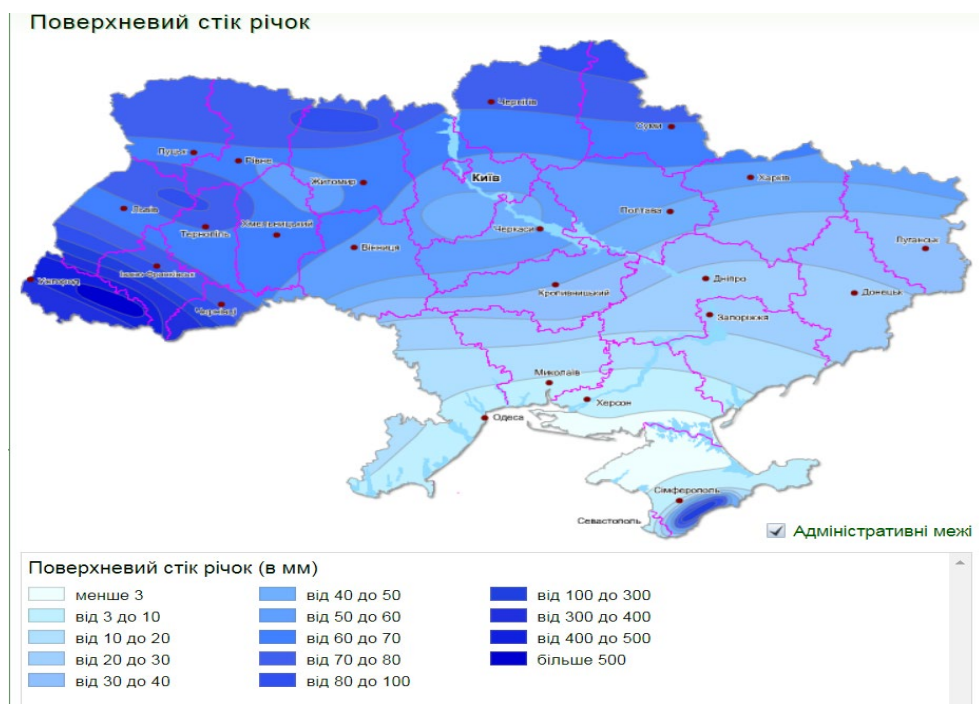 Поверхневий стік річок
Чернігів
Суми
Луцьк
Рівне
Київ
Харків
Житомир
Львів
Полтава
Тернопіль
Хмельницький
Черкаси
Вінниця
Луганськ
Івано-Франківськ
Ужгород
Дніпро
Кропивницький
Донецьк
Чернівці
Запоріжжя
Миколаїв
Херсон
Одеса
Сімферополь
Севастополь
Адміністративні межі
Поверхневий стік річок (в мм)
менше 3
від 3 до 10
від 10 до 20
від 20 до 30
від 30 до 40
від 40 до 50
від 50 до 60
від 60 до 70
від 70 до 80
від 80 до 100
від 100 до 300
від 300 до 400
від 400 до 500
більше 500